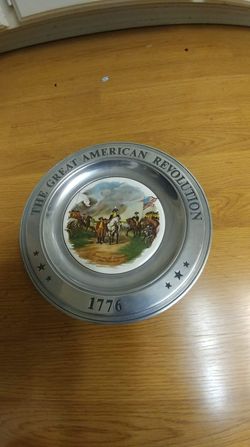 THE GREAT AMERICAN REVOLUTION
1776